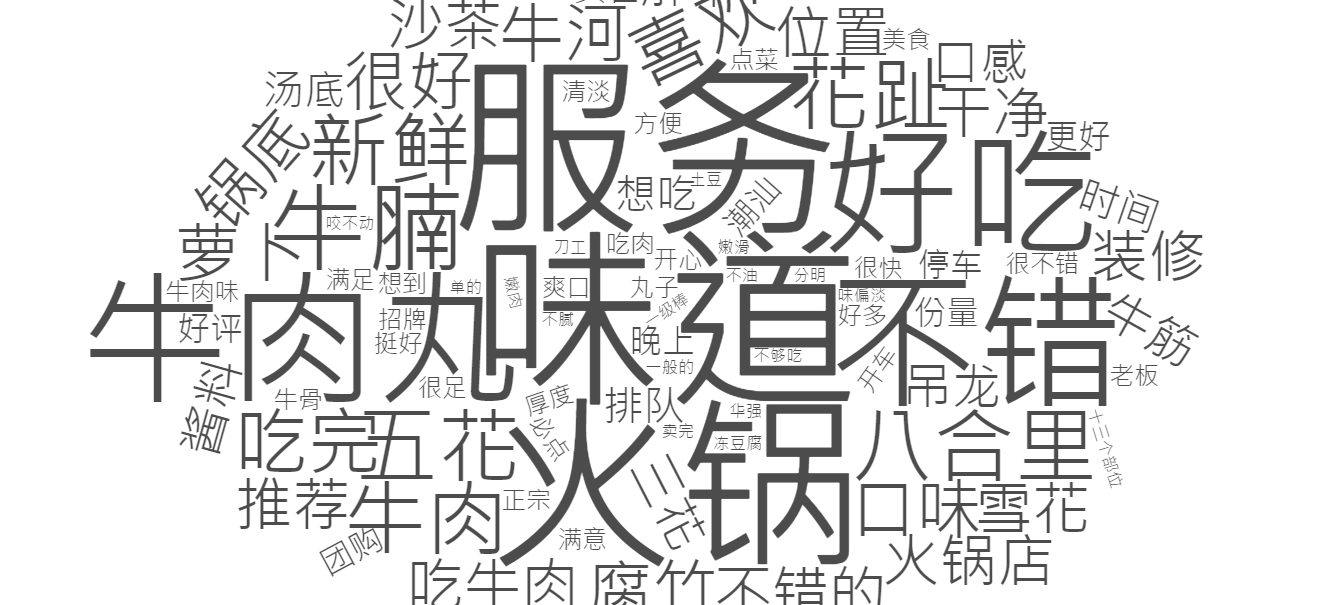 沙茶牛河
喜欢
位置
美食
点菜
口感
汤底
很好
服务
清淡
花趾
干净
方便
更好
锅底
新鲜
好吃
想吃
土豆
潮汕
时间
牛腩
咬不动
萝卜
刀工
吃肉
嫩滑
开心
装修
停车
很快
很不错
不油
分明
牛肉味
满足
想到
单的
嫩肉
爽口
丸子
味道
不错
味偏淡
牛肉丸
好评
招牌
不腻
一级棒
好多
份量
牛筋
挺好
晚上
不够吃
一般的
开车
吊龙
老板
酱料
牛骨
很足
厚度
排队
华强
必点
卖完
冻豆腐
吃完
五花
火锅
八合里
十三个部位
推荐
牛肉
正宗
三花
口味
雪花
团购
满意
火锅店
吃牛肉
腐竹
不错的